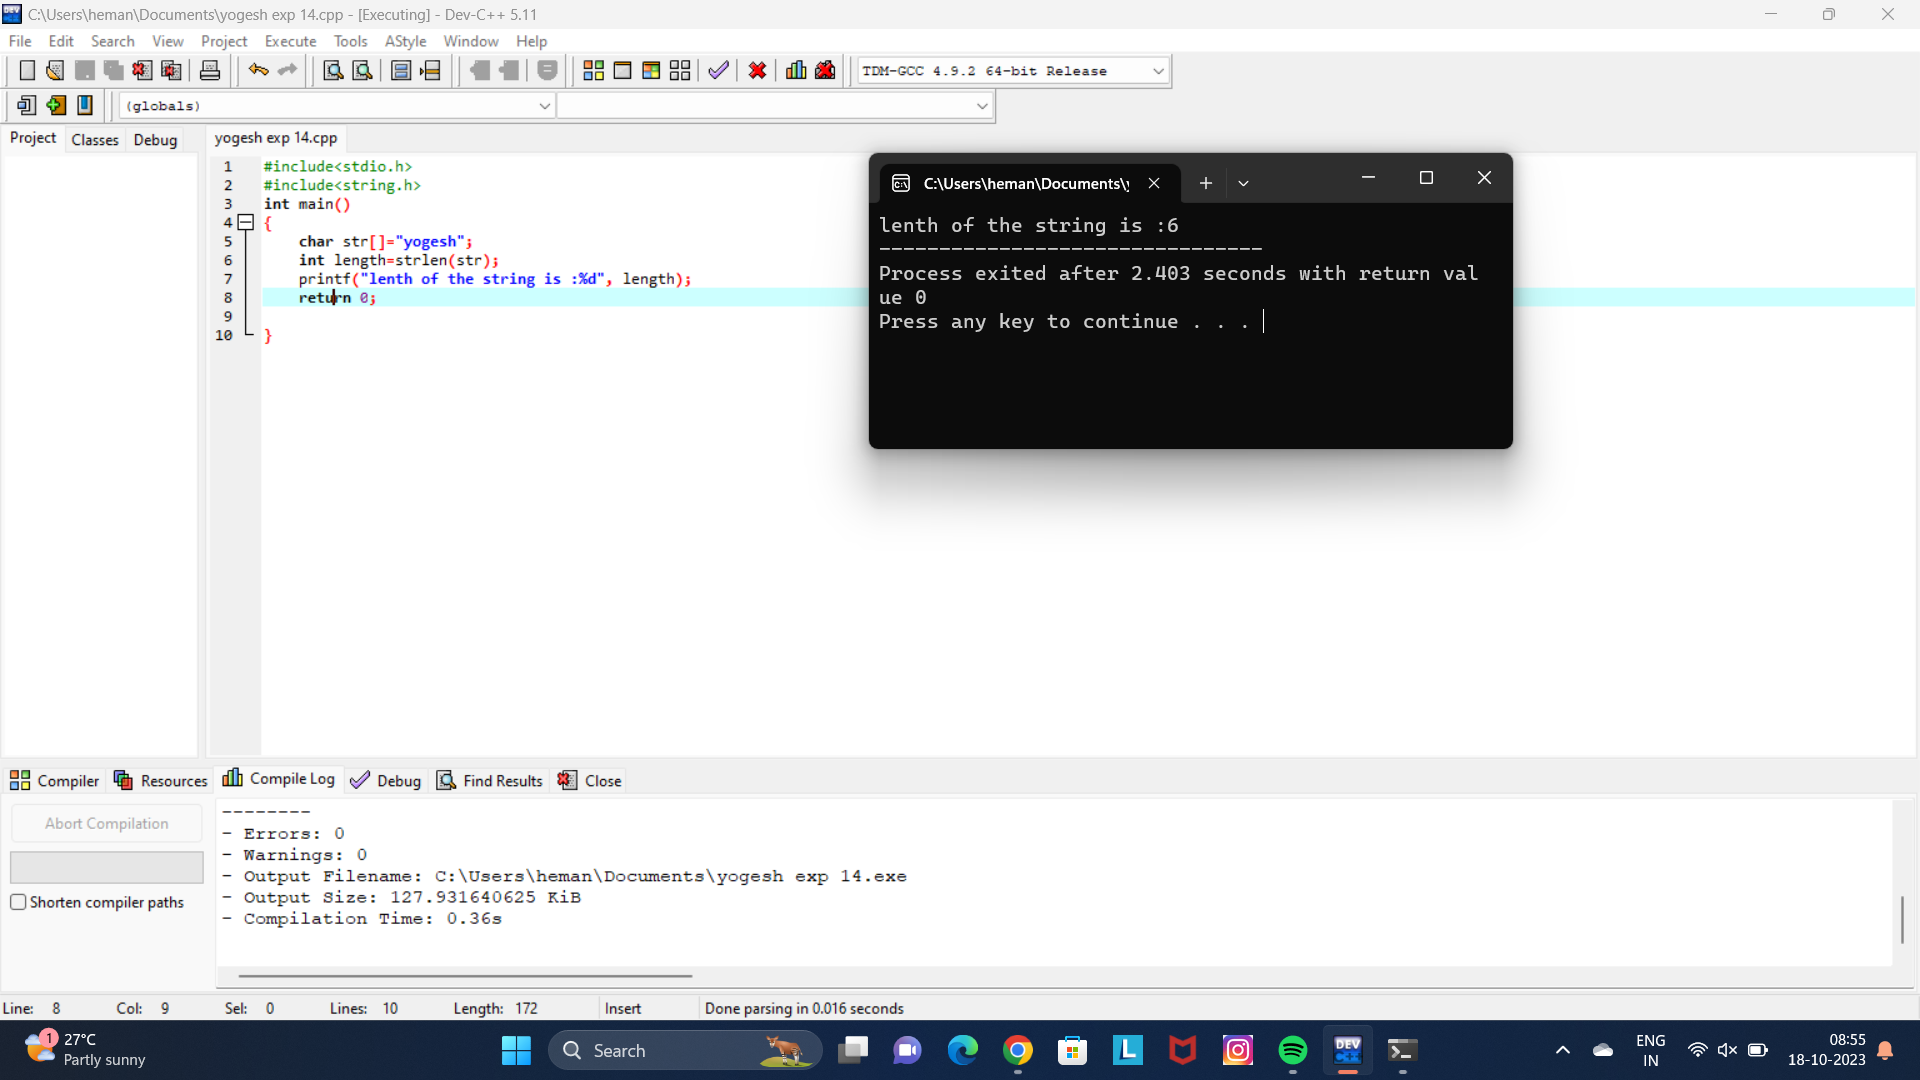 C:\Users\heman\Documents\yogesh exp 14.cpp - [Executing] - Dev-C++ 5.11
File Edit Search View Project Execute Tools AStyle Window Help
TDM-GCC 4.9.2 64-bit Release
(globals)
Project Classes Debug
yogesh exp 14.cpp
1 #include<stdio.h>
2 #include<string.h>
3 int main()
4 {
5 char str[]="yogesh";
6 int length=strlen(str);
7 printf("lenth of the string is :%d", length);
8 return 0;
9
10 }
C:\Users\heman\Documents\y
lenth of the string is :6
--------------------------------
Process exited after 2.403 seconds with return val
ue 0
Press any key to continue . . .
Compiler Resources Compile Log Debug Find Results Close
Abort Compilation
Shorten compiler paths
--------
- Errors: 0
- Warnings: 0
- Output Filename: C:\Users\heman\Documents\yogesh exp 14.exe
- Output Size: 127.931640625 KiB
- Compilation Time: 0.36s
Line: 8 Col: 9 Sel: 0 Lines: 10 Length: 172 Insert Done parsing in 0.016 seconds
1
27°C
Partly sunny
Search
L
DEV
C++
ENG
IN
08:55
18-10-2023